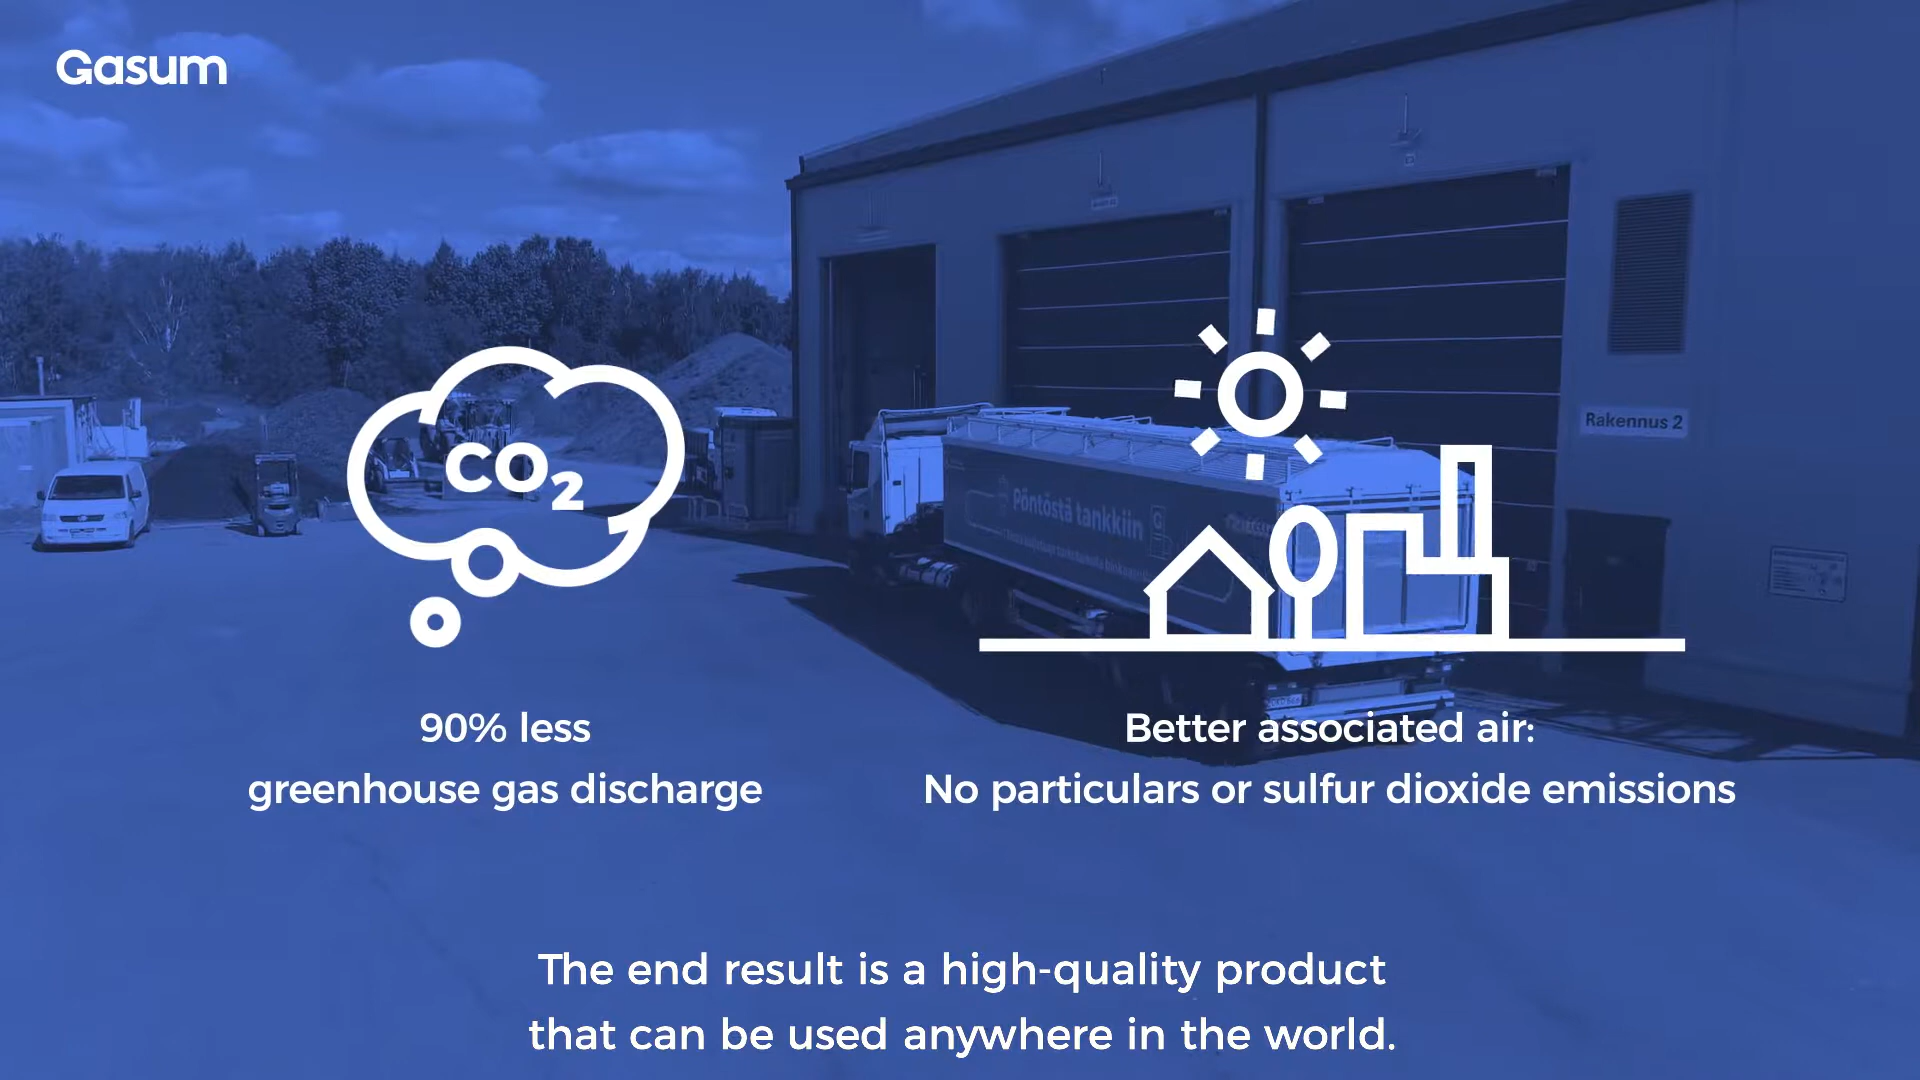 Gasum
CO2
Rakennus 2
Pöntöstä tankkiin
90% less
greenhouse gas discharge
Better associated air:
No particulars or sulfur dioxide emissions
The end result is a high-quality product
that can be used anywhere in the world.